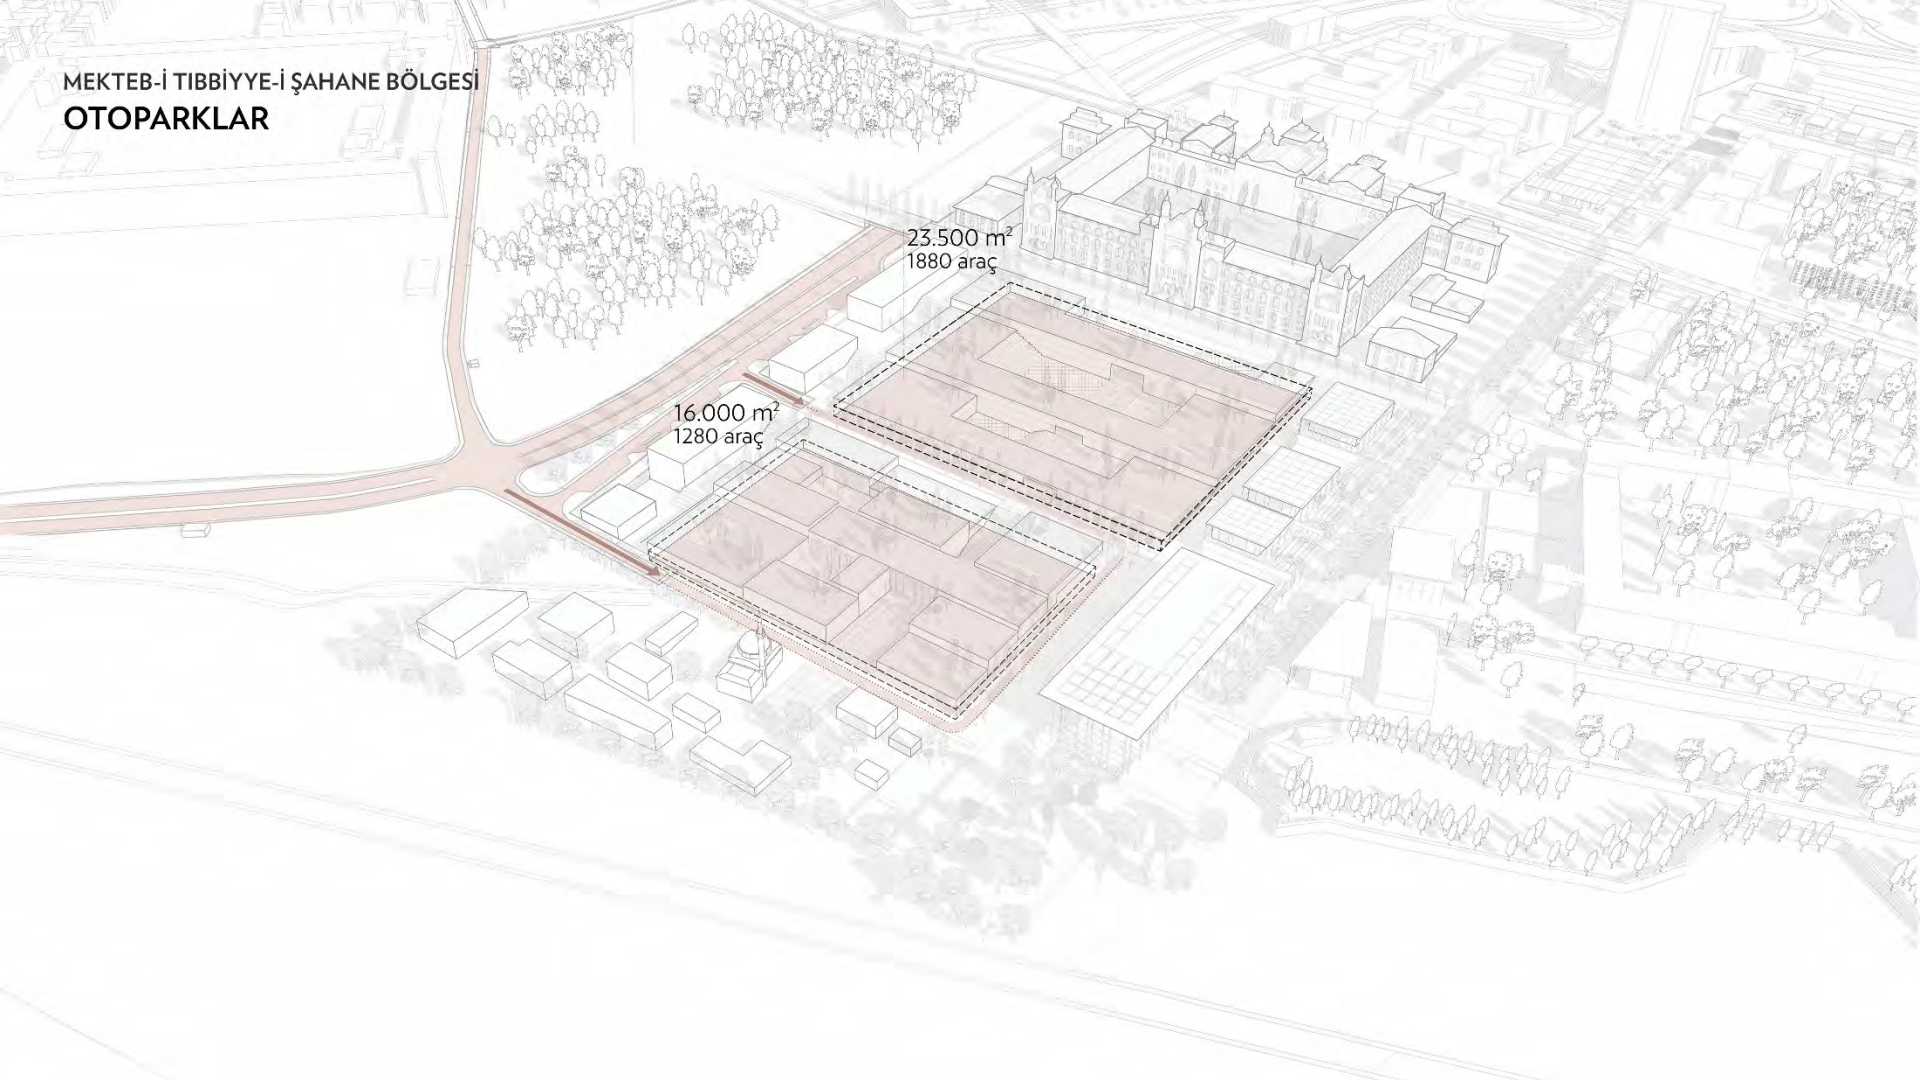 MEKTEB-İ TIBBİYYE-İ ŞAHANE BÖLGESİ
OTOPARKLAR
23.500 m²
1880 araç
16.000 m²
1280 araç